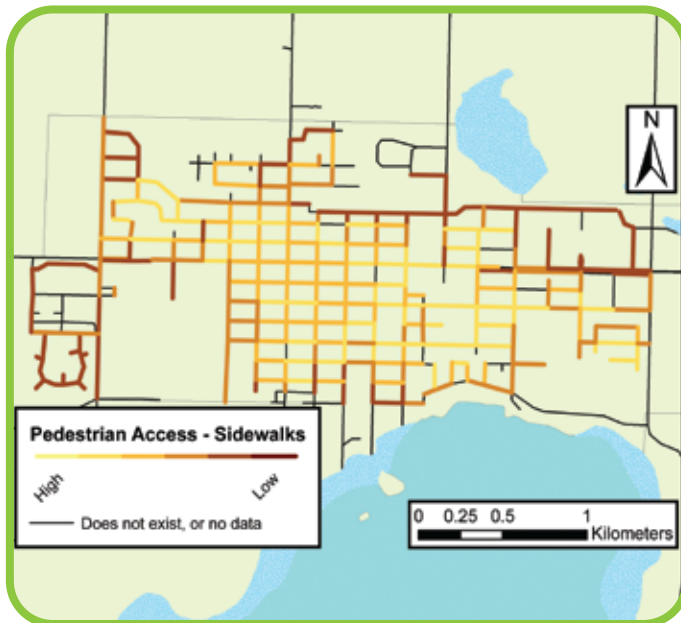 N
Pedestrian Access - Sidewalks
High
Low
Does not exist, or no data
0 0.25 0.5 1
Kilometers